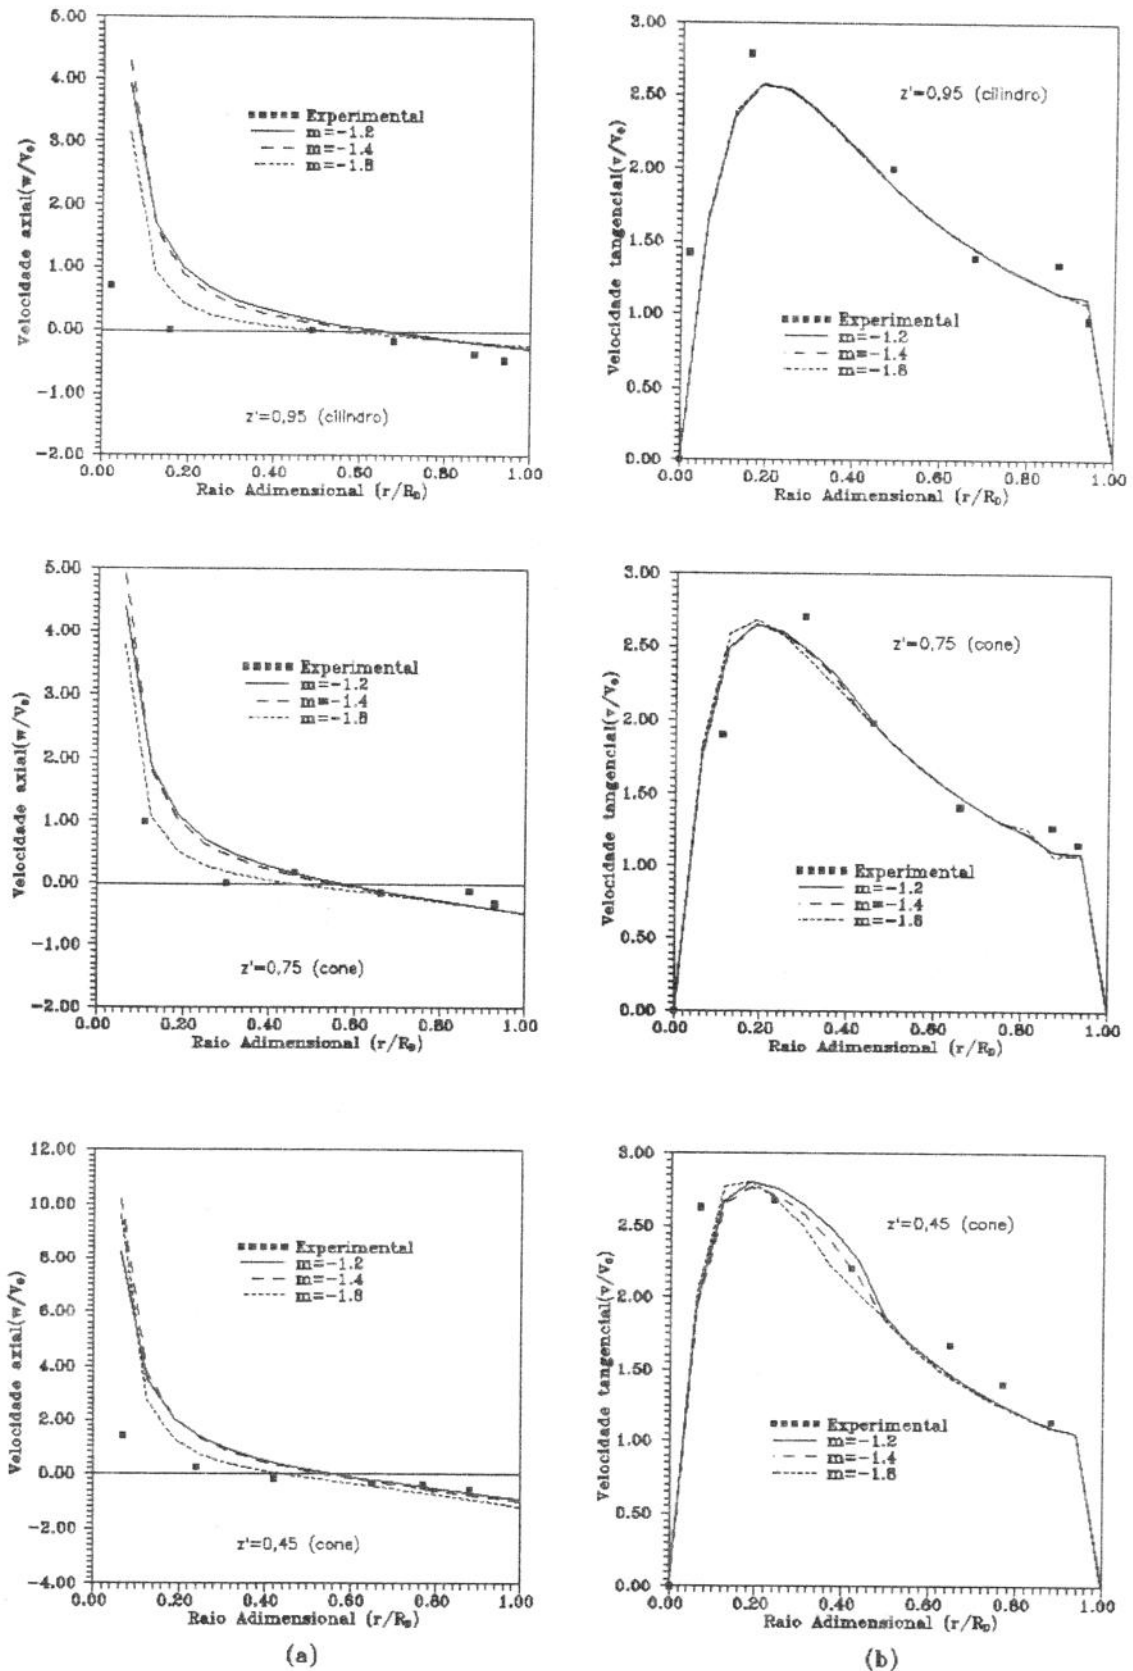 5.00
4.00
3.00
2.00
1.00
0.00
−1.00
−2.00
0.00 0.20 0.40 0.60 0.80 1.00
Velocidade axial(w/V₀)
Raio Adimensional (r/R_D)
Experimental
m=−1.2
m=−1.4
m=−1.8
z'=0,95 (cilindro)
3.00
2.50
2.00
1.50
1.00
0.50
0.00
0.00 0.20 0.40 0.60 0.80 1.00
Velocidade tangencial(v/V₀)
Raio Adimensional (r/R_D)
z'=0,95 (cilindro)
Experimental
m=−1.2
m=−1.4
m=−1.8
5.00
4.00
3.00
2.00
1.00
0.00
−1.00
−2.00
0.00 0.20 0.40 0.60 0.80 1.00
Velocidade axial(w/V₀)
Raio Adimensional (r/R_D)
Experimental
m=−1.2
m=−1.4
m=−1.8
z'=0,75 (cone)
3.00
2.50
2.00
1.50
1.00
0.50
0.00
0.00 0.20 0.40 0.60 0.80 1.00
Velocidade tangencial(v/V₀)
Raio Adimensional (r/R_D)
z'=0,75 (cone)
Experimental
m=−1.2
m=−1.4
m=−1.8
12.00
10.00
8.00
6.00
4.00
2.00
0.00
−2.00
−4.00
0.00 0.20 0.40 0.60 0.80 1.00
Velocidade axial(w/V₀)
Raio Adimensional (r/R_D)
Experimental
m=−1.2
m=−1.4
m=−1.8
z'=0,45 (cone)
(a)
3.00
2.50
2.00
1.50
1.00
0.50
0.00
0.00 0.20 0.40 0.60 0.80 1.00
Velocidade tangencial(v/V₀)
Raio Adimensional (r/R_D)
z'=0,45 (cone)
Experimental
m=−1.2
m=−1.4
m=−1.8
(b)